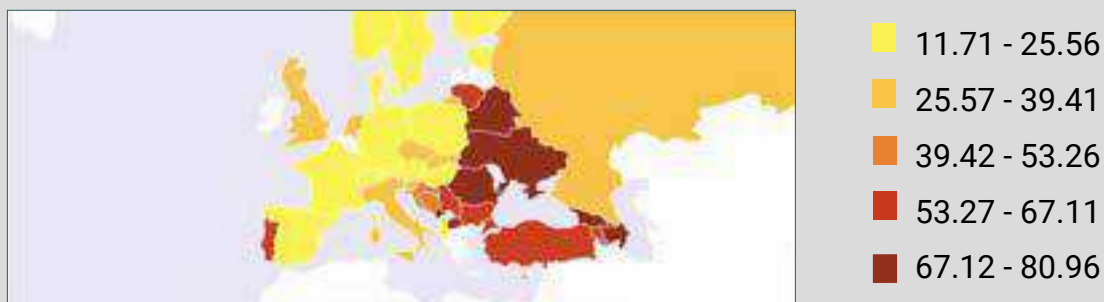 11.71 - 25.56
25.57 - 39.41
39.42 - 53.26
53.27 - 67.11
67.12 - 80.96